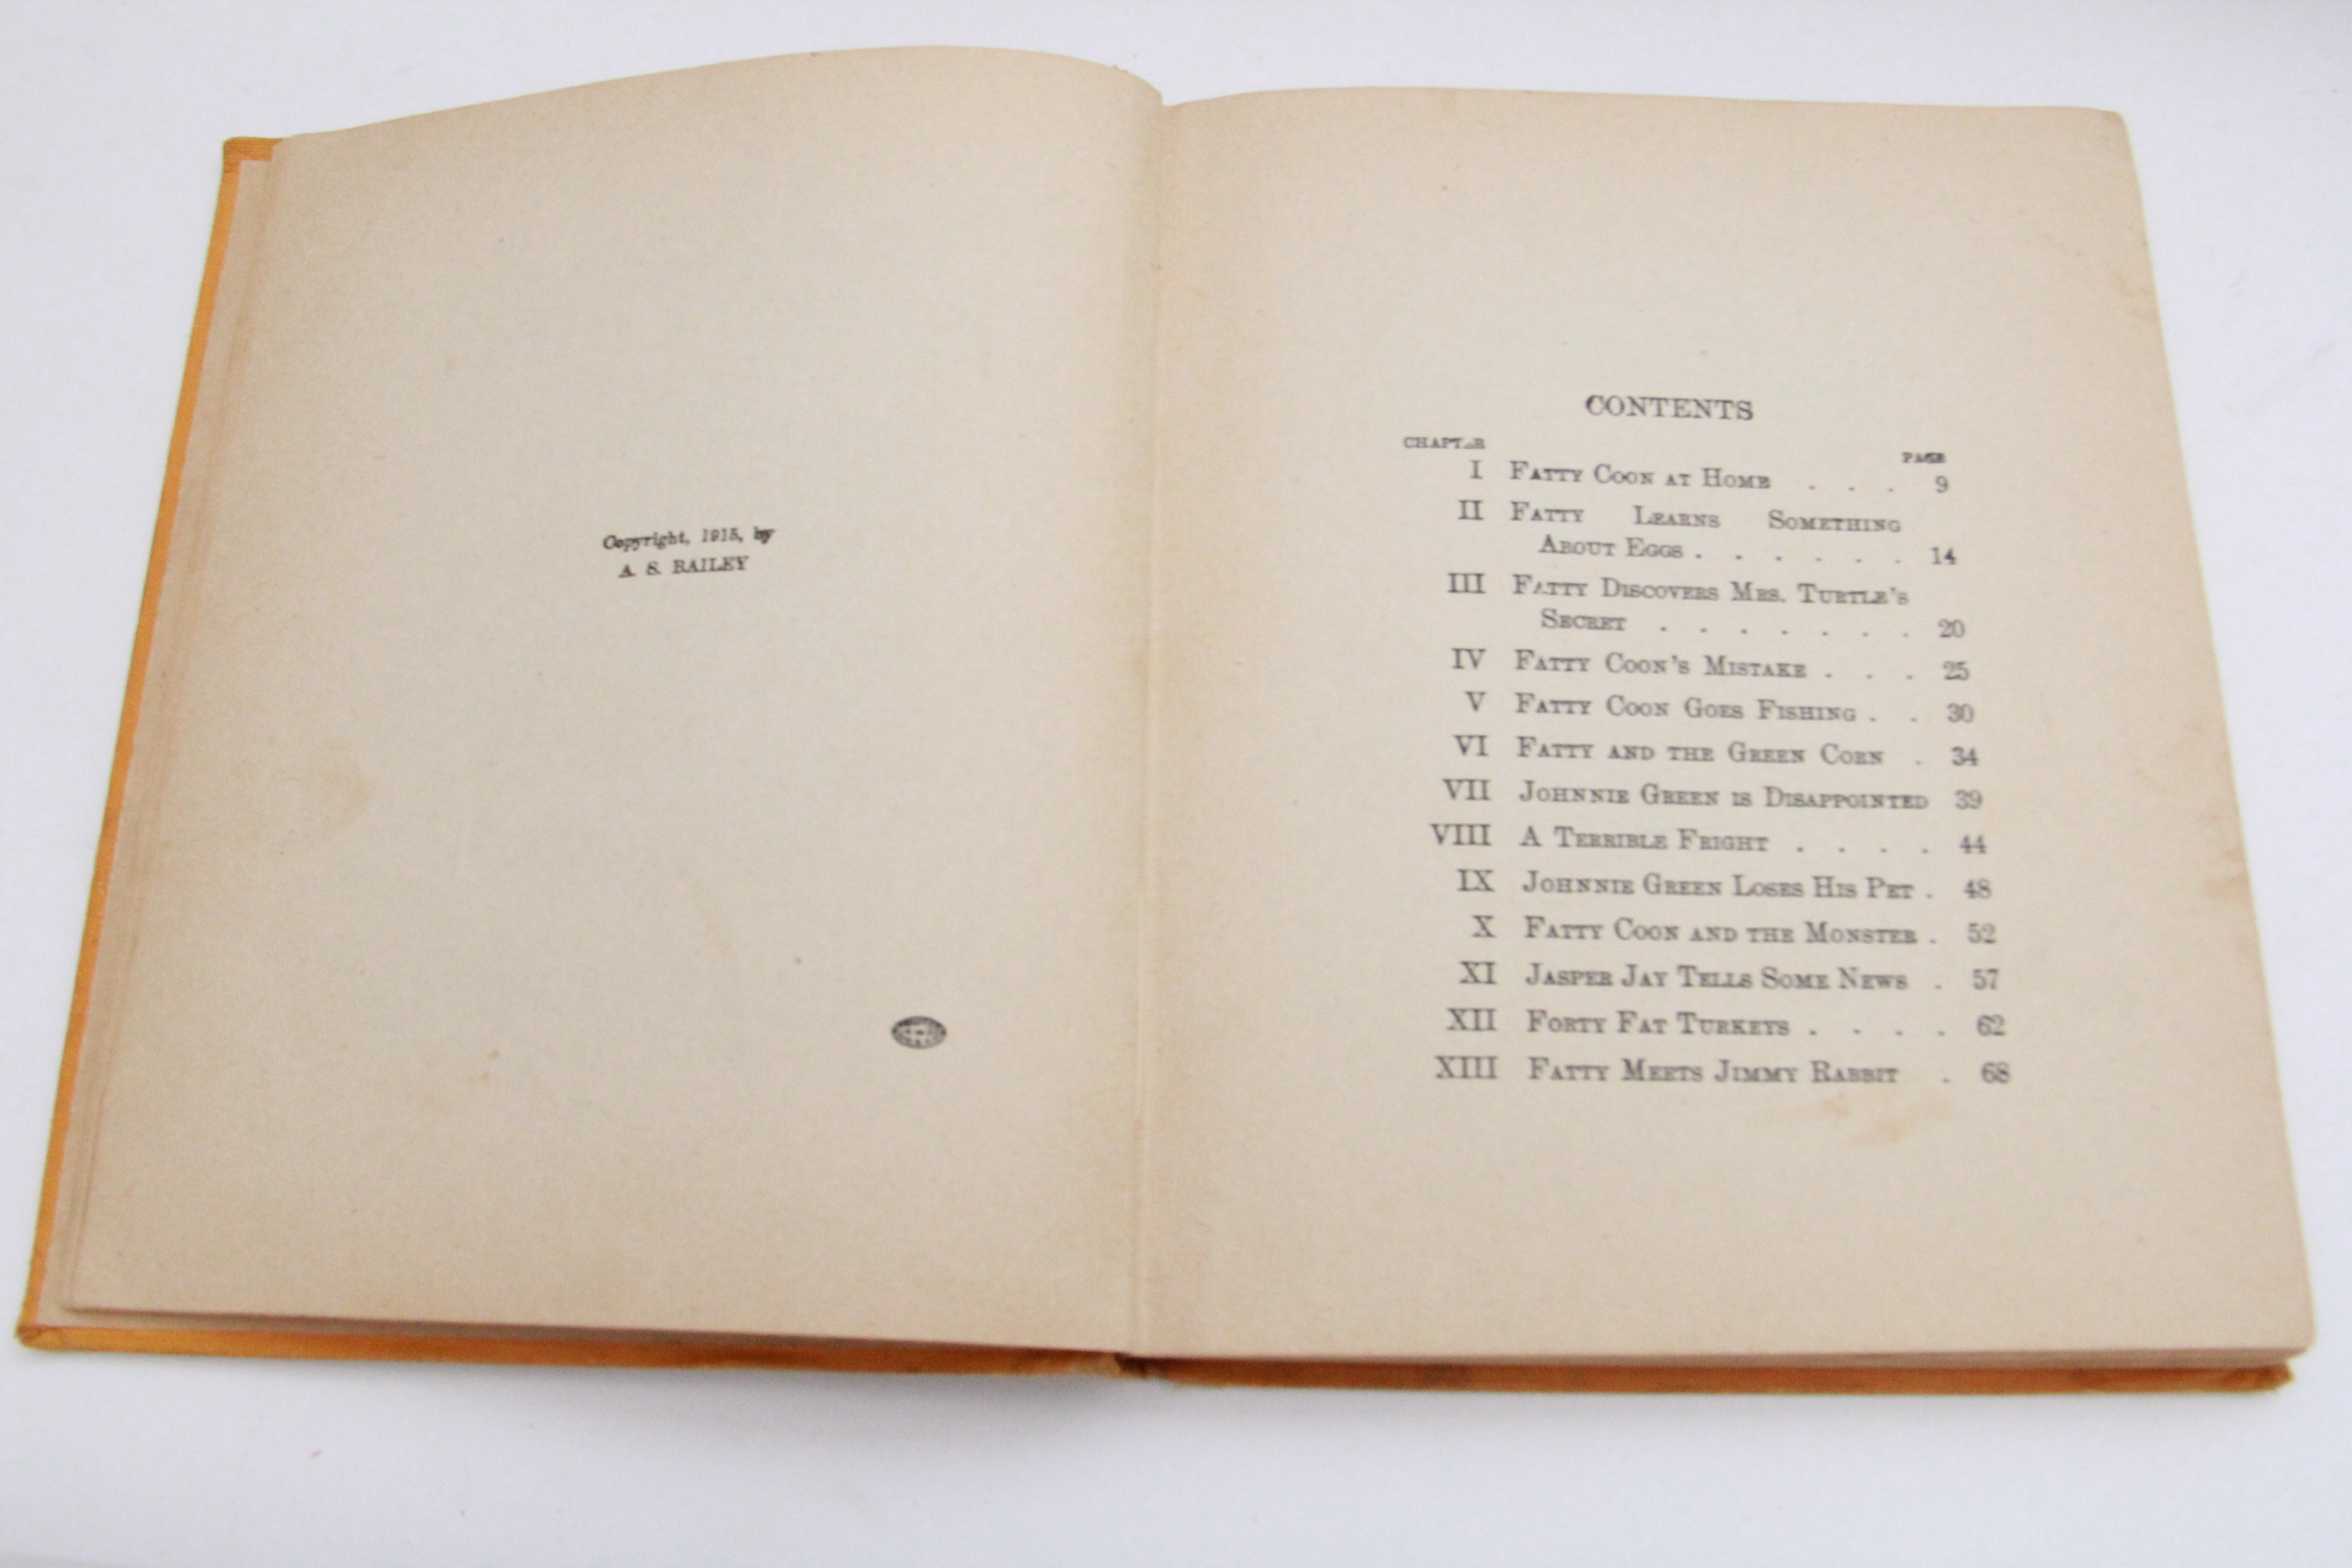 Copyright, 1915, by
A. S. BAILEY
CONTENTS
CHAPTER
PAGE
I FATTY COON AT HOME . . . 9
II FATTY LEARNS SOMETHING
ABOUT EGGS . . . . . . 14
III FATTY DISCOVERS MRS. TURTLE'S
SECRET . . . . . . . 20
IV FATTY COON'S MISTAKE . . . 25
V FATTY COON GOES FISHING . . 30
VI FATTY AND THE GREEN CORN . 34
VII JOHNNIE GREEN IS DISAPPOINTED 39
VIII A TERRIBLE FRIGHT . . . . 44
IX JOHNNIE GREEN LOSES HIS PET . 48
X FATTY COON AND THE MONSTER . 52
XI JASPER JAY TELLS SOME NEWS . 57
XII FORTY FAT TURKEYS . . . . 62
XIII FATTY MEETS JIMMY RABBIT . 68